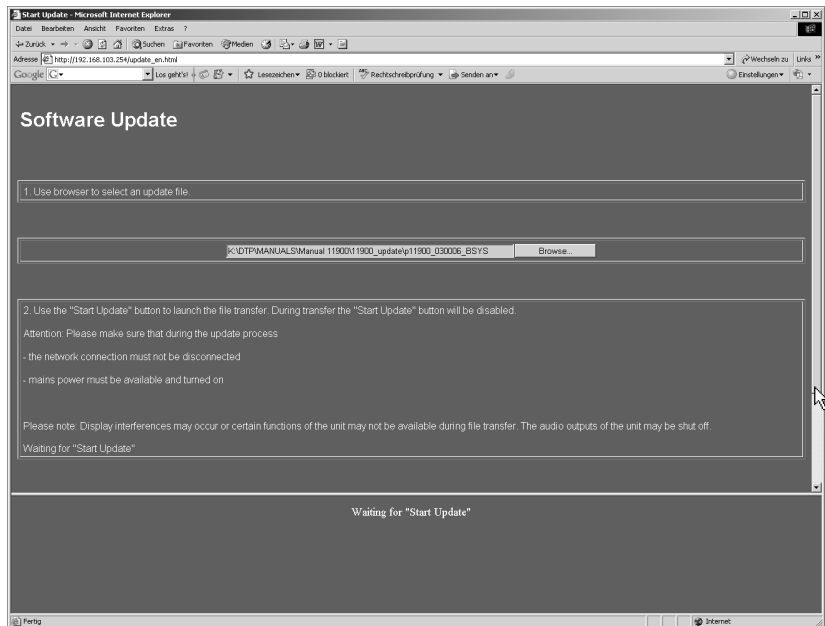 Start Update - Microsoft Internet Explorer
Datei Bearbeiten Ansicht Favoriten Extras ?
Zurück Suchen Favoriten Medien
Adresse http://192.168.103.254/update_en.html Wechseln zu Links »
Google G Los geht's! Lesezeichen 0 blockiert Rechtschreibprüfung Senden an Einstellungen
Software Update
1. Use browser to select an update file.
K:\DTP\MANUALS\Manual 11900\11900_update\p11900_030006_BSYS Browse...
2. Use the "Start Update" button to launch the file transfer. During transfer the "Start Update" button will be disabled.
Attention: Please make sure that during the update process
- the network connection must not be disconnected
- mains power must be available and turned on
Please note: Display interferences may occur or certain functions of the unit may not be available during file transfer. The audio outputs of the unit may be shut off.
Waiting for "Start Update"
Waiting for "Start Update"
Fertig Internet